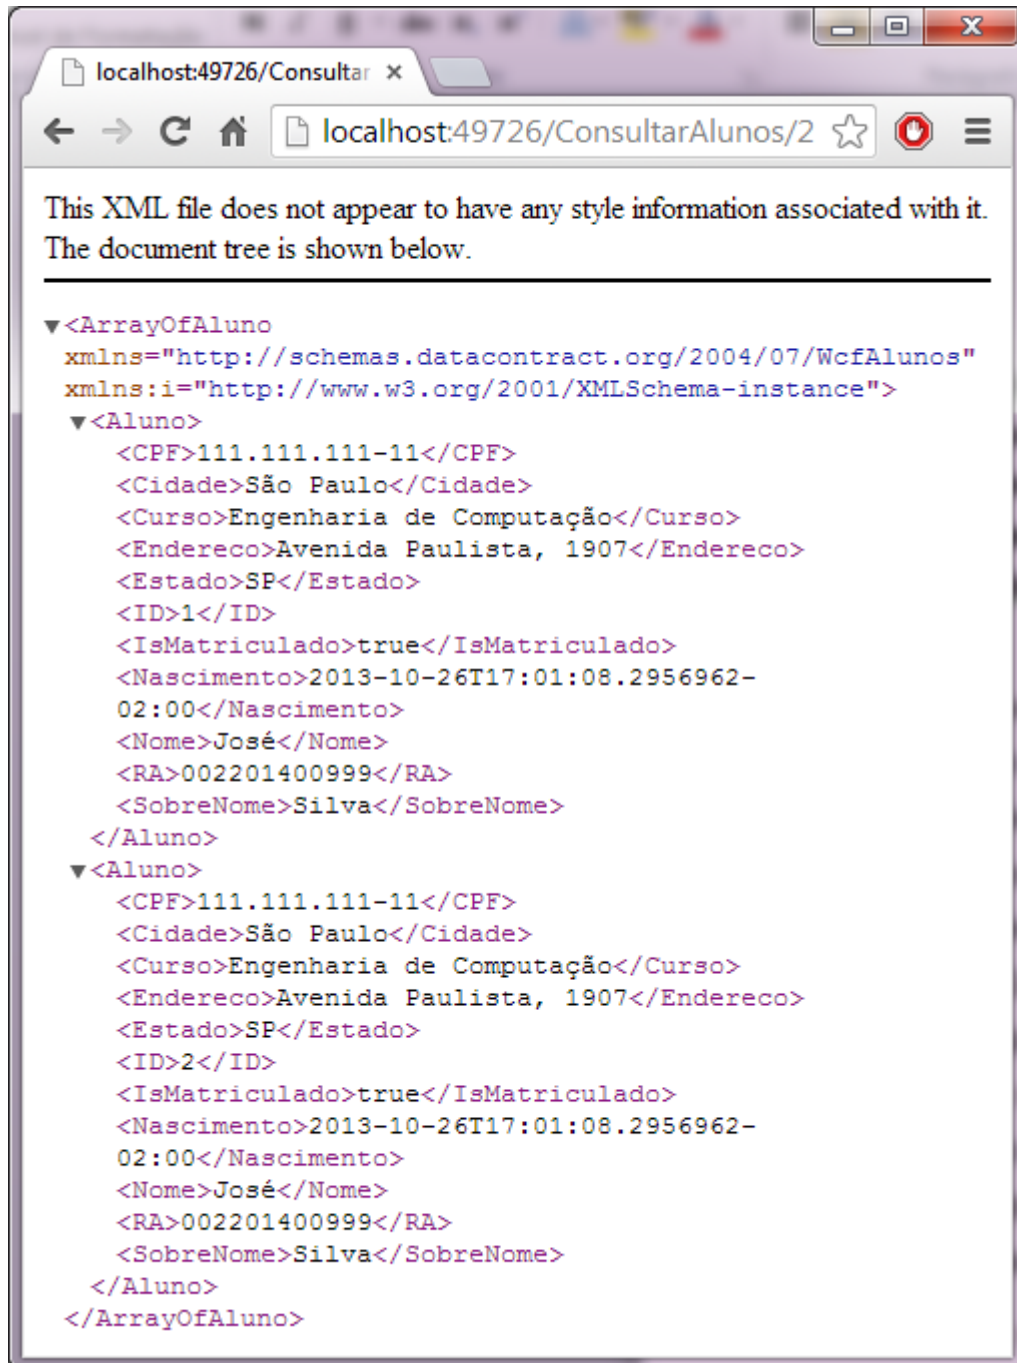 localhost:49726/Consultar
localhost:49726/ConsultarAlunos/2
This XML file does not appear to have any style information associated with it.
The document tree is shown below.
<ArrayOfAluno
xmlns="http://schemas.datacontract.org/2004/07/WcfAlunos"
xmlns:i="http://www.w3.org/2001/XMLSchema-instance">
<Aluno>
<CPF>111.111.111-11</CPF>
<Cidade>São Paulo</Cidade>
<Curso>Engenharia de Computação</Curso>
<Endereco>Avenida Paulista, 1907</Endereco>
<Estado>SP</Estado>
<ID>1</ID>
<IsMatriculado>true</IsMatriculado>
<Nascimento>2013-10-26T17:01:08.2956962-
02:00</Nascimento>
<Nome>José</Nome>
<RA>002201400999</RA>
<SobreNome>Silva</SobreNome>
</Aluno>
<Aluno>
<CPF>111.111.111-11</CPF>
<Cidade>São Paulo</Cidade>
<Curso>Engenharia de Computação</Curso>
<Endereco>Avenida Paulista, 1907</Endereco>
<Estado>SP</Estado>
<ID>2</ID>
<IsMatriculado>true</IsMatriculado>
<Nascimento>2013-10-26T17:01:08.2956962-
02:00</Nascimento>
<Nome>José</Nome>
<RA>002201400999</RA>
<SobreNome>Silva</SobreNome>
</Aluno>
</ArrayOfAluno>